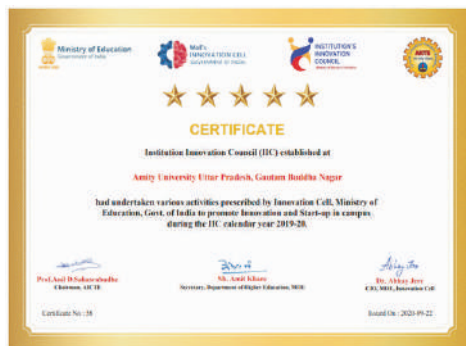 Ministry of Education
Government of India
MoE's
INNOVATION CELL
(GOVERNMENT OF INDIA)
INSTITUTION'S
INNOVATION
COUNCIL
AICTE
CERTIFICATE
Institution Innovation Council (IIC) established at
Amity University Uttar Pradesh, Gautam Buddha Nagar
had undertaken various activities prescribed by Innovation Cell, Ministry of
Education, Govt. of India to promote Innovation and Start-up in campus
during the IIC calendar year 2019-20.
Prof. Anil D Sahasrabudhe
Chairman, AICTE
Sh. Amit Khare
Secretary, Department of Higher Education, MOE
Abhay Jere
Dr. Abhay Jere
CIO, MOE, Innovation Cell
Certificate No : 58
Issued On : 2020-09-22